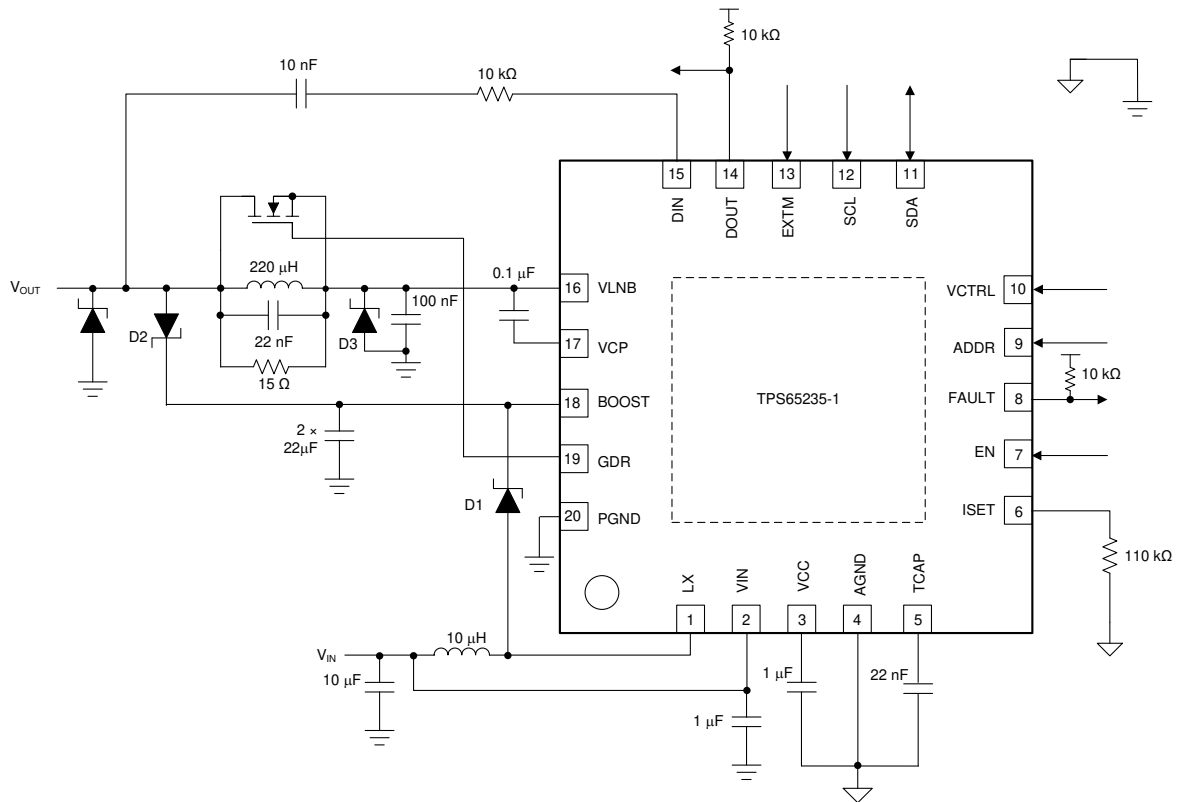 10 kΩ
10 nF
10 kΩ
15
14
13
12
11
DIN
DOUT
EXTM
SCL
SDA
220 μH
0.1 μF
V_OUT
100 nF
16
VLNB
VCTRL
10
D2
22 nF
D3
17
VCP
ADDR
9
15 Ω
10 kΩ
18
BOOST
TPS65235-1
FAULT
8
2 ×
22μF
19
GDR
EN
7
D1
20
PGND
ISET
6
110 kΩ
LX
VIN
VCC
AGND
TCAP
1
2
3
4
5
10 μH
V_IN
10 μF
1 μF
22 nF
1 μF